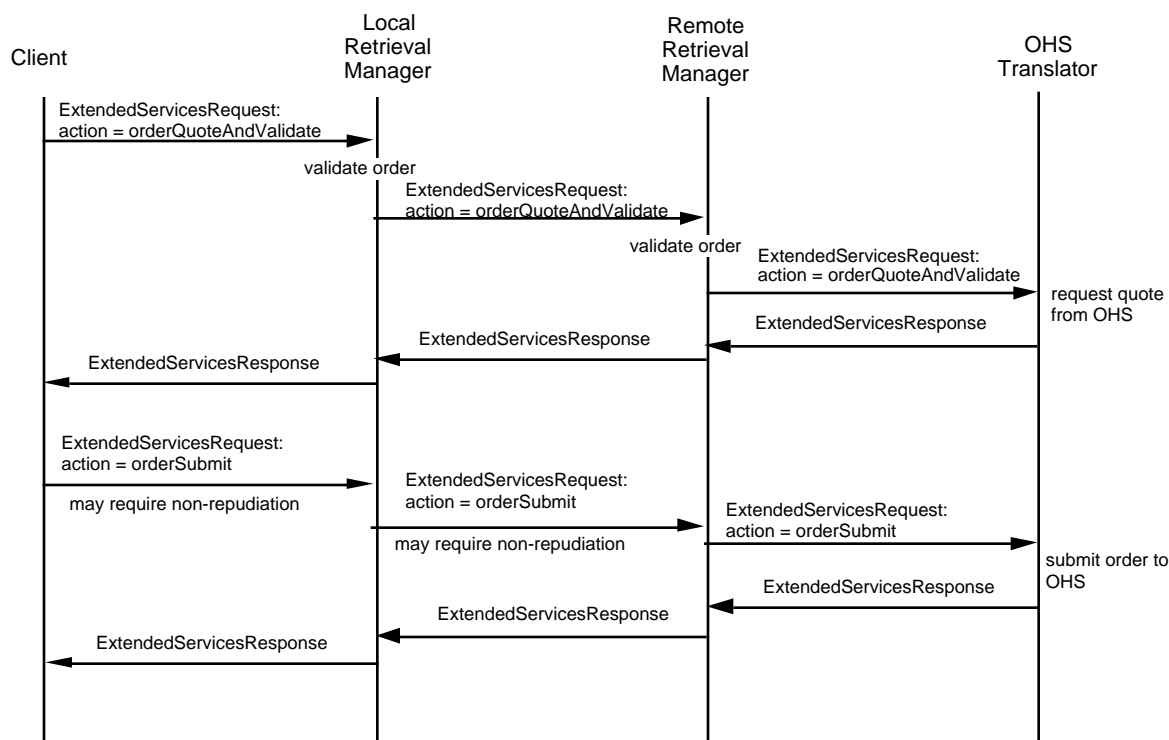 Client
Local
Retrieval
Manager
Remote
Retrieval
Manager
OHS
Translator
ExtendedServicesRequest:
action = orderQuoteAndValidate
validate order
ExtendedServicesRequest:
action = orderQuoteAndValidate
validate order
ExtendedServicesRequest:
action = orderQuoteAndValidate
request quote
from OHS
ExtendedServicesResponse
ExtendedServicesResponse
ExtendedServicesResponse
ExtendedServicesRequest:
action = orderSubmit
may require non-repudiation
ExtendedServicesRequest:
action = orderSubmit
may require non-repudiation
ExtendedServicesRequest:
action = orderSubmit
submit order to
OHS
ExtendedServicesResponse
ExtendedServicesResponse
ExtendedServicesResponse